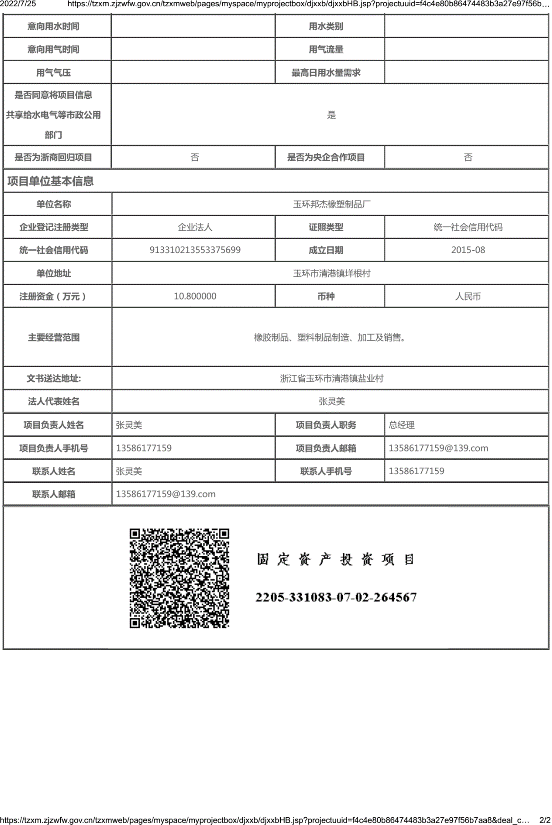 2022/7/25 https://tzxm.zjzwfw.gov.cn/tzxmweb/pages/myspace/myprojectbox/djxxb/djxxbHB.jsp?projectuuid=f4c4e80b86474483b3a27e97f56b…
意向用水时间 用水类别
意向用气时间 用气流量
用气气压 最高日用水量需求
是否同意将项目信息
共享给水电气等市政公用 是
部门
是否为浙商回归项目 否 是否为央企合作项目 否
项目单位基本信息
单位名称 玉环邦杰橡塑制品厂
企业登记注册类型 企业法人 证照类型 统一社会信用代码
统一社会信用代码 913310213553375699 成立日期 2015-08
单位地址 玉环市清港镇垟根村
注册资金（万元） 10.800000 币种 人民币
主要经营范围 橡胶制品、塑料制品制造、加工及销售。
文书送达地址: 浙江省玉环市清港镇盐业村
法人代表姓名 张灵美
项目负责人姓名 张灵美 项目负责人职务 总经理
项目负责人手机号 13586177159 项目负责人邮箱 13586177159@139.com
联系人姓名 张灵美 联系人手机号 13586177159
联系人邮箱 13586177159@139.com
固定资产投资项目
2205-331083-07-02-264567
https://tzxm.zjzwfw.gov.cn/tzxmweb/pages/myspace/myprojectbox/djxxb/djxxbHB.jsp?projectuuid=f4c4e80b86474483b3a27e97f56b7aa8&deal_c… 2/2